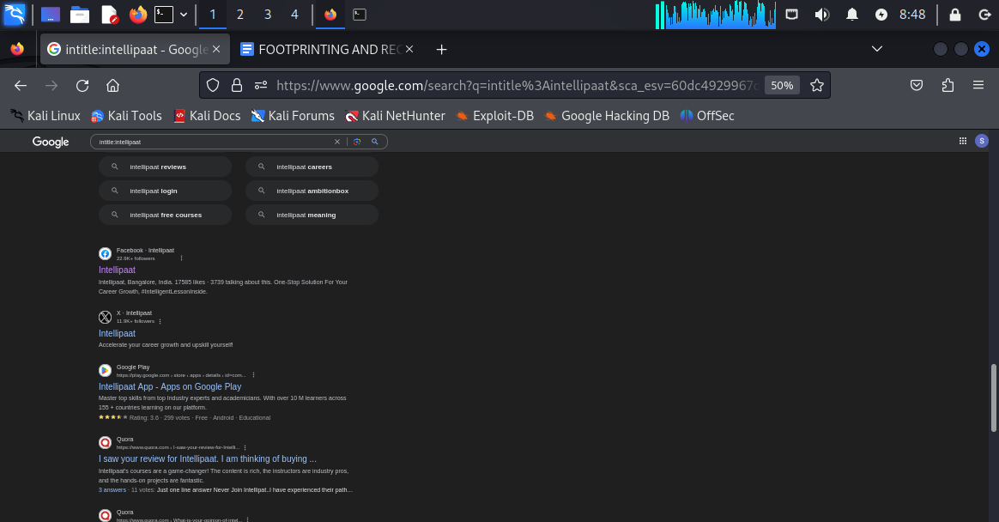 1
2
3
4
8:48
intitle:intellipaat - Google
FOOTPRINTING AND REC
https://www.google.com/search?q=intitle%3Aintellipaat&sca_esv=60dc4929967c
50%
Kali Linux
Kali Tools
Kali Docs
Kali Forums
Kali NetHunter
Exploit-DB
Google Hacking DB
OffSec
Google
intitle:intellipaat
S
intellipaat reviews
intellipaat careers
intellipaat login
intellipaat ambitionbox
intellipaat free courses
intellipaat meaning
Facebook · Intellipaat
22.9K+ followers
Intellipaat
Intellipaat, Bangalore, India. 17585 likes · 3739 talking about this. One-Stop Solution For Your
Career Growth, #IntelligentLessonInside.
X · Intellipaat
11.9K+ followers
Intellipaat
Accelerate your career growth and upskill yourself!
Google Play
https://play.google.com › store › apps › details › id=com...
Intellipaat App - Apps on Google Play
Master top skills from top Industry experts and academicians. With over 10 M learners across
155 + countries learning on our platform.
Rating: 3.6 · 299 votes · Free · Android · Educational
Quora
https://www.quora.com › I-saw-your-review-for-Intelli...
I saw your review for Intellipaat. I am thinking of buying ...
Intellipaat's courses are a game-changer! The content is rich, the instructors are industry pros,
and the hands-on projects are fantastic.
3 answers · 11 votes: Just one line answer Never Join Intellipat..I have experienced their path…
Quora
https://www.quora.com › What-is-your-opinion-of-Intel...